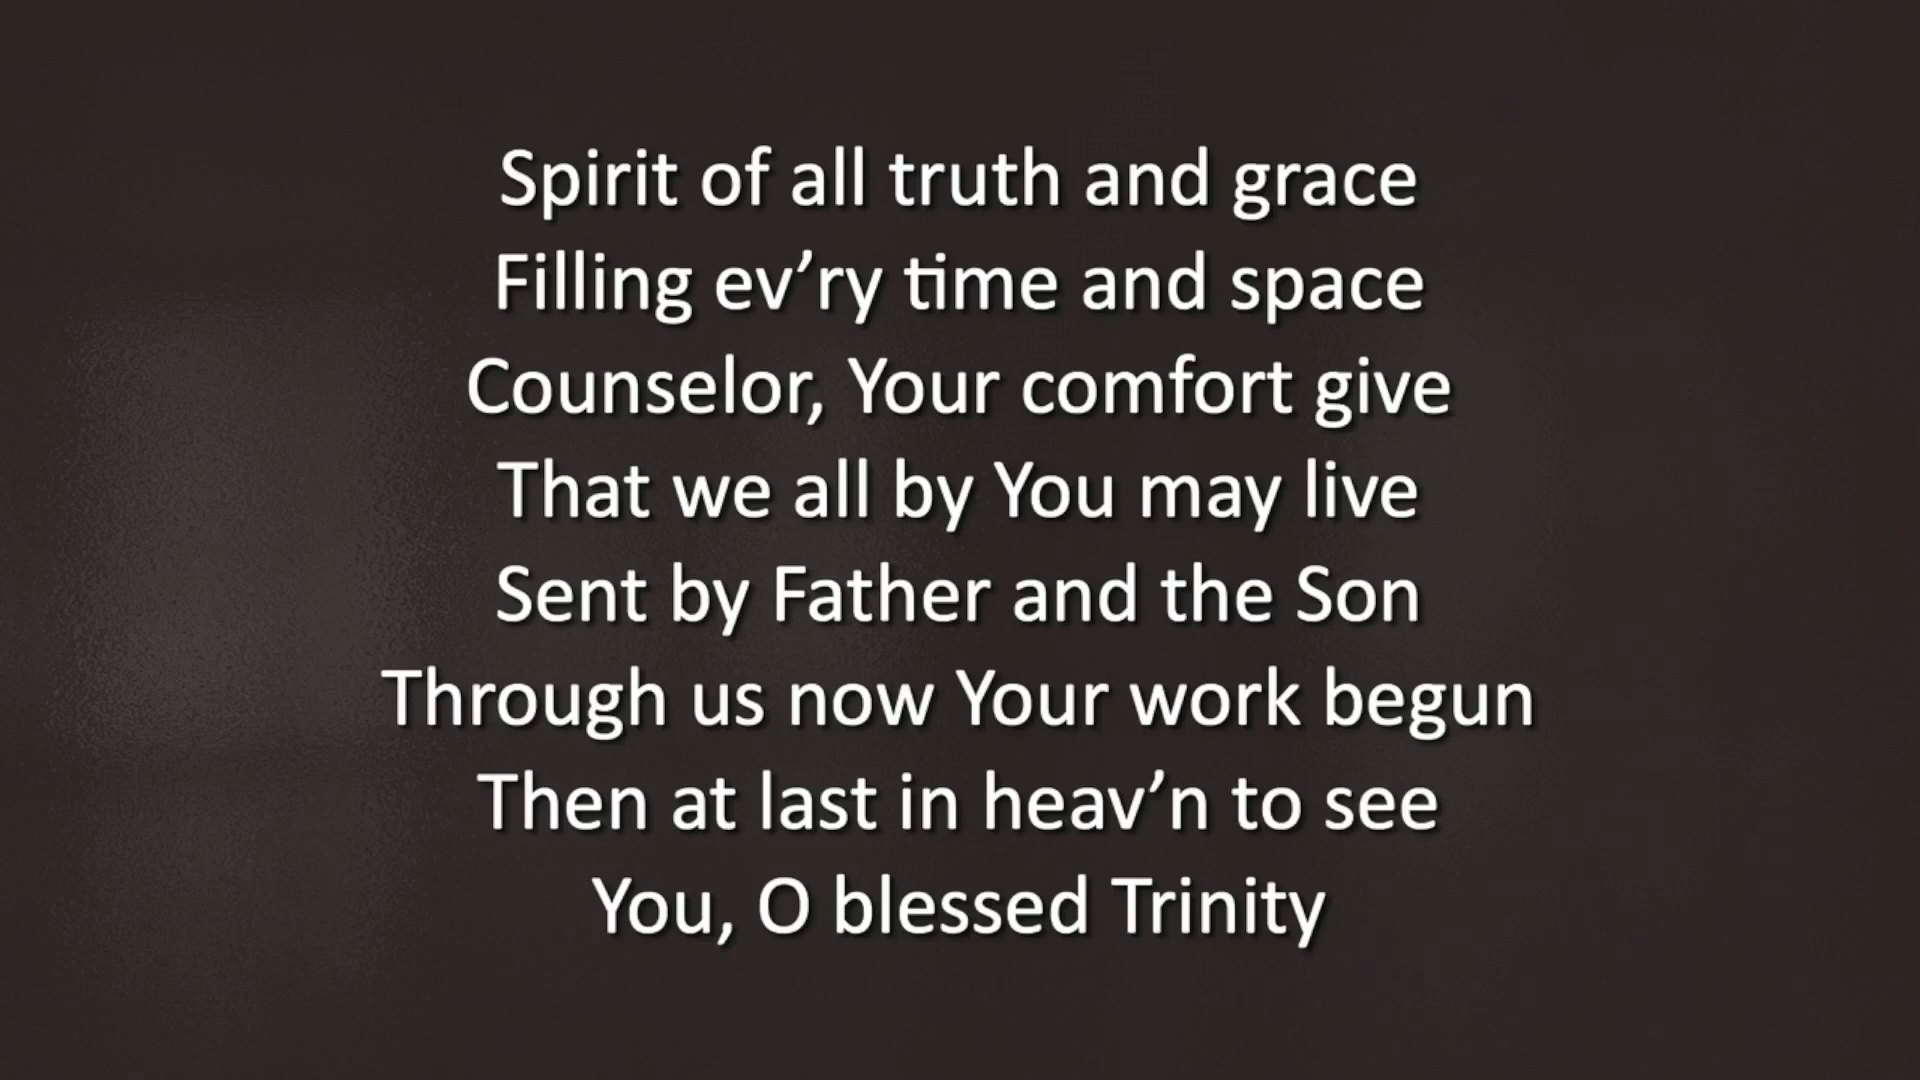 Spirit of all truth and grace
Filling ev’ry time and space
Counselor, Your comfort give
That we all by You may live
Sent by Father and the Son
Through us now Your work begun
Then at last in heav’n to see
You, O blessed Trinity